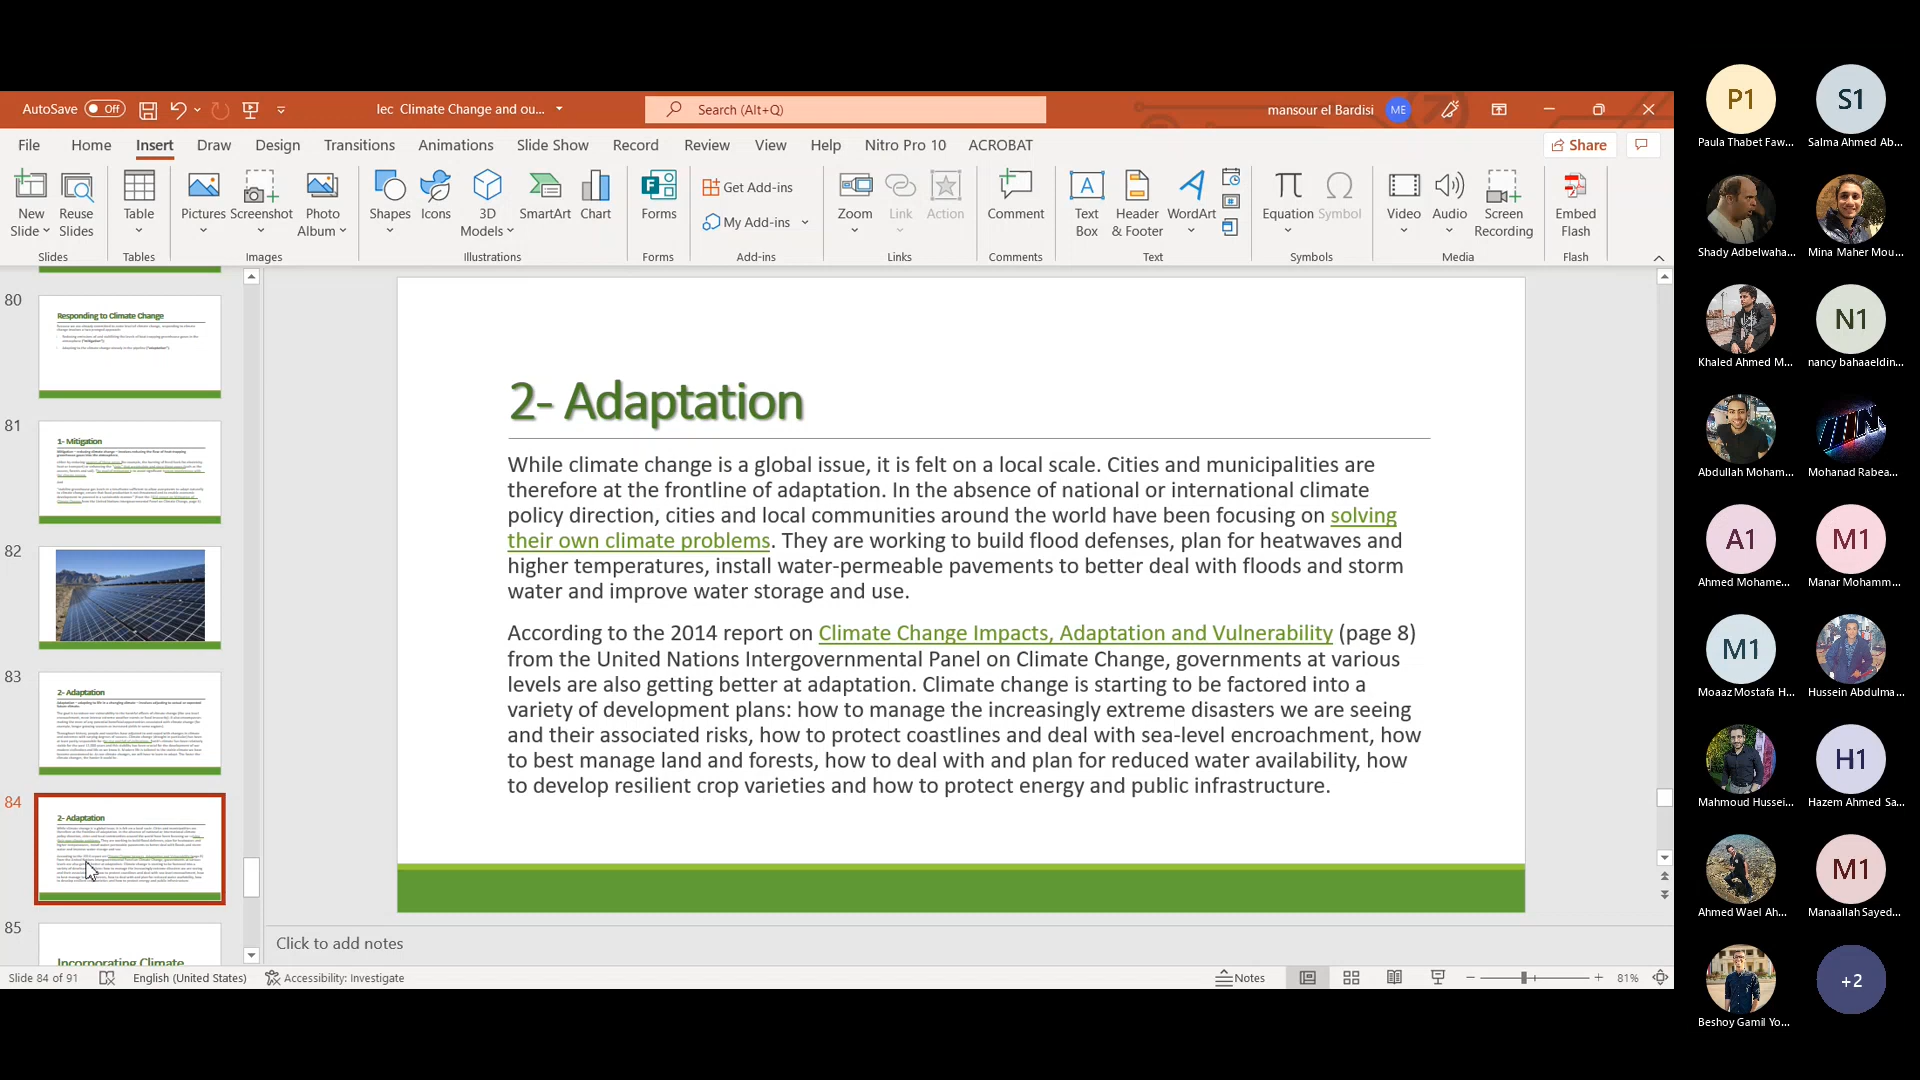 AutoSave Off lec Climate Change and ou... Search (Alt+Q) mansour el Bardisi ME
File Home Insert Draw Design Transitions Animations Slide Show Record Review View Help Nitro Pro 10 ACROBAT Share
New Slide
Reuse Slides
Table
Pictures
Screenshot
Photo Album
Shapes
Icons
3D Models
SmartArt
Chart
Forms
Get Add-ins
My Add-ins
Zoom
Link
Action
Comment
Text Box
Header & Footer
WordArt
Equation
Symbol
Video
Audio
Screen Recording
Embed Flash
Slides Tables Images Illustrations Forms Add-ins Links Comments Text Symbols Media Flash
80
Responding to Climate Change
81
1- Mitigation
82
83
2- Adaptation
84
2- Adaptation
85
Incorporating Climate
2- Adaptation
While climate change is a global issue, it is felt on a local scale. Cities and municipalities are
therefore at the frontline of adaptation. In the absence of national or international climate
policy direction, cities and local communities around the world have been focusing on solving
their own climate problems. They are working to build flood defenses, plan for heatwaves and
higher temperatures, install water-permeable pavements to better deal with floods and storm
water and improve water storage and use.
According to the 2014 report on Climate Change Impacts, Adaptation and Vulnerability (page 8)
from the United Nations Intergovernmental Panel on Climate Change, governments at various
levels are also getting better at adaptation. Climate change is starting to be factored into a
variety of development plans: how to manage the increasingly extreme disasters we are seeing
and their associated risks, how to protect coastlines and deal with sea-level encroachment, how
to best manage land and forests, how to deal with and plan for reduced water availability, how
to develop resilient crop varieties and how to protect energy and public infrastructure.
Click to add notes
Slide 84 of 91 English (United States) Accessibility: Investigate Notes 81%
P1 S1
Paula Thabet Faw... Salma Ahmed Ab...
Shady Adbelwaha... Mina Maher Mou...
N1
Khaled Ahmed M... nancy bahaaeldin...
Abdullah Moham... Mohanad Rabea...
A1 M1
Ahmed Mohame... Manar Mohamm...
M1
Moaaz Mostafa H... Hussein Abdulma...
H1
Mahmoud Hussei... Hazem Ahmed Sa...
M1
Ahmed Wael Ah... Manaallah Sayed...
+2
Beshoy Gamil Yo...